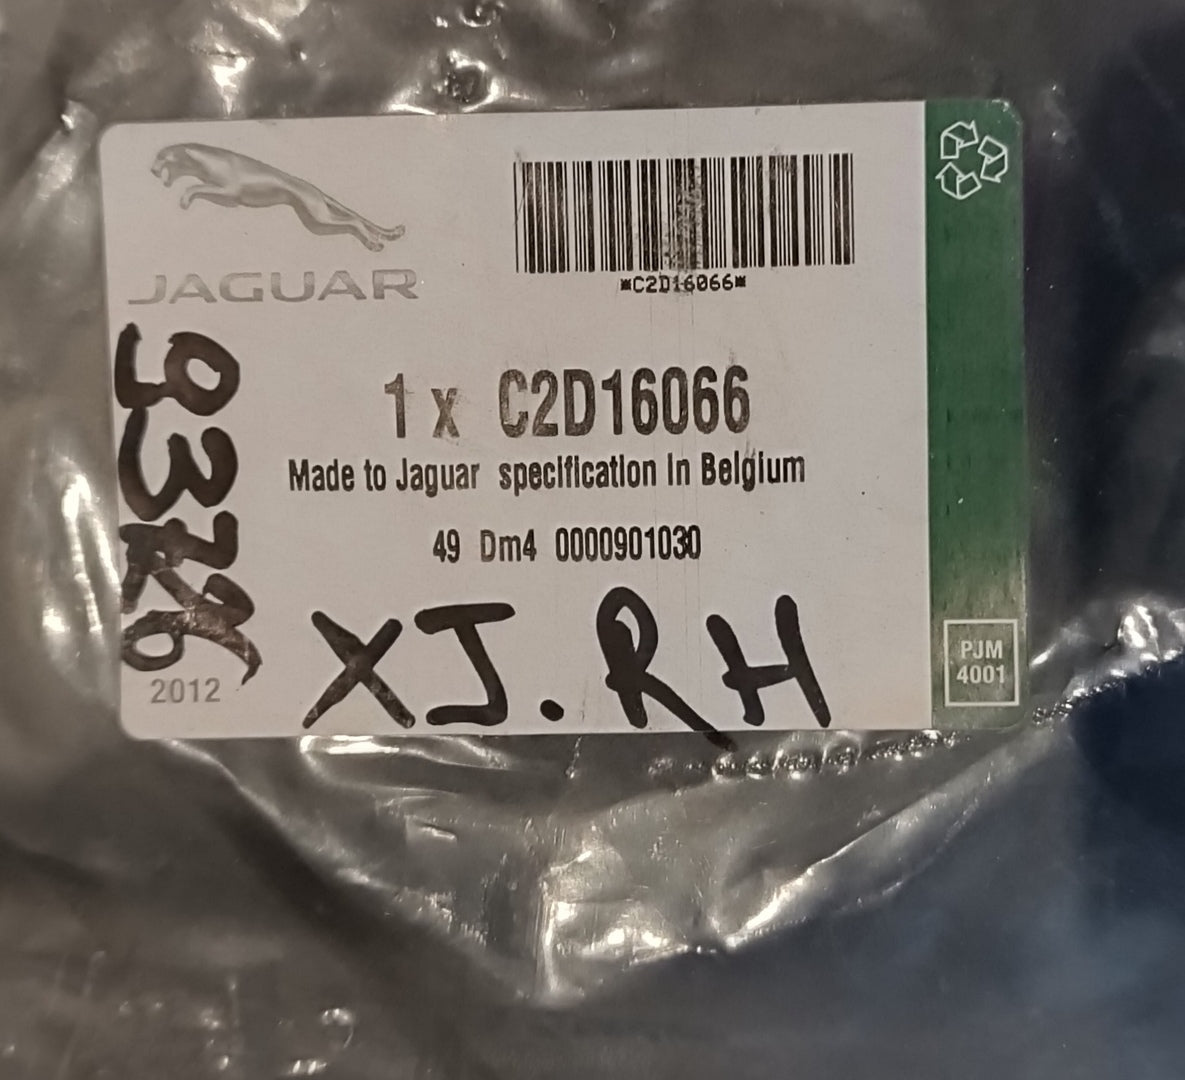 JAGUAR
*C2D16066*
1 x C2D16066
Made to Jaguar specification In Belgium
49 Dm4 0000901030
XJ.RH
2012
PJM
4001